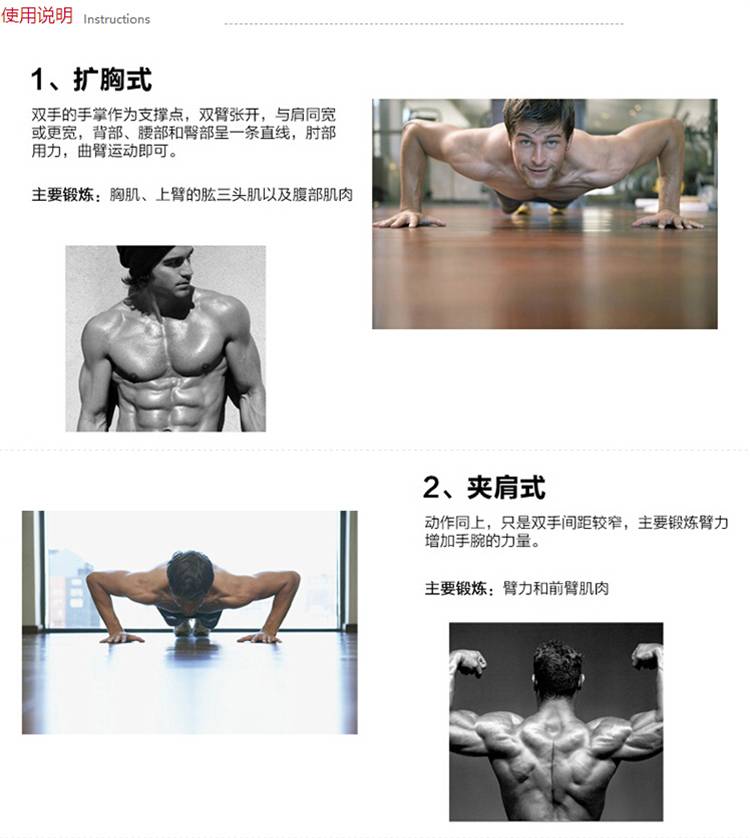 使用说明 Instructions
1、扩胸式
双手的手掌作为支撑点，双臂张开，与肩同宽
或更宽，背部、腰部和臀部呈一条直线，肘部
用力，曲臂运动即可。
主要锻炼：胸肌、上臂的肱三头肌以及腹部肌肉
2、夹肩式
动作同上，只是双手间距较窄，主要锻炼臂力
增加手腕的力量。
主要锻炼：臂力和前臂肌肉